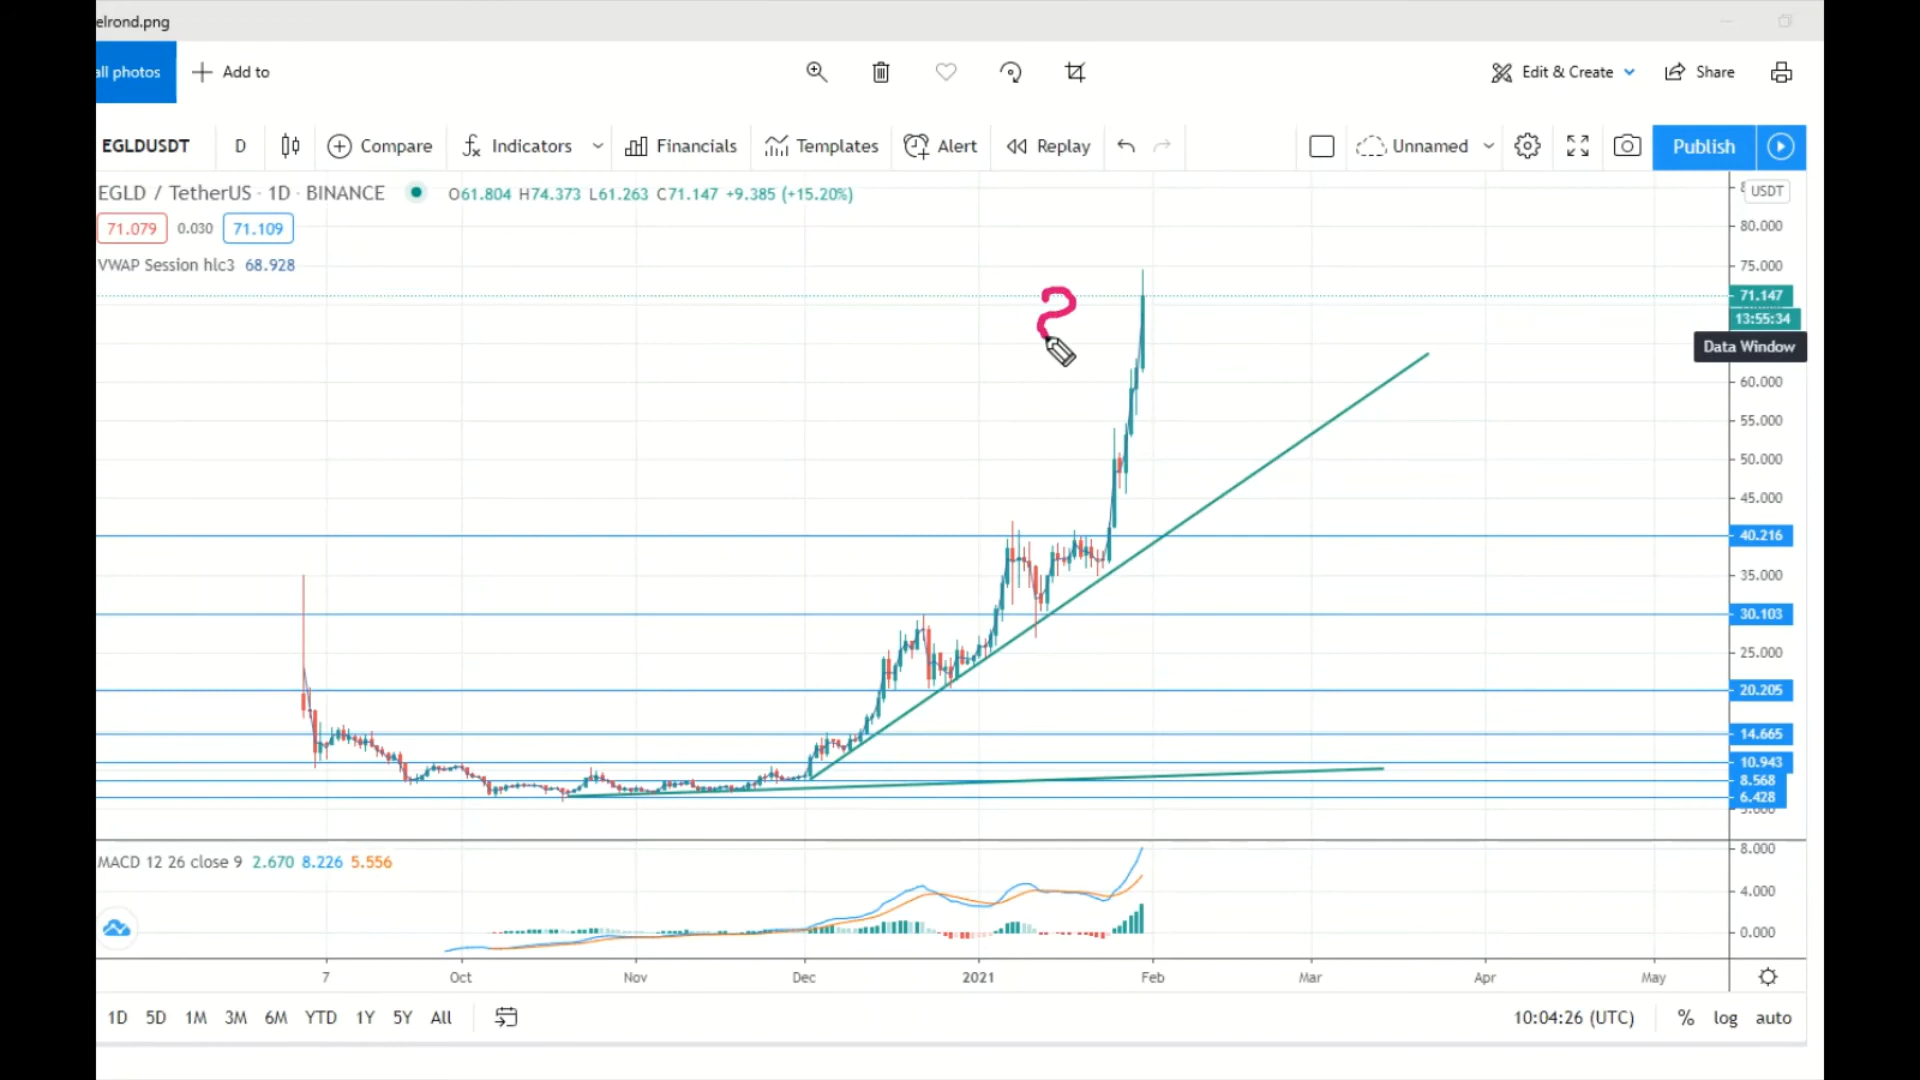 elrond.png
all photos Add to Edit & Create Share
EGLDUSDT D Compare Indicators Financials Templates Alert Replay Unnamed Publish
EGLD / TetherUS · 1D · BINANCE O61.804 H74.373 L61.263 C71.147 +9.385 (+15.20%)
USDT
71.079 0.030 71.109
80.000
VWAP Session hlc3 68.928
75.000
71.147
13:55:34
Data Window
60.000
55.000
50.000
45.000
40.216
35.000
30.103
25.000
20.205
14.665
10.943
8.568
6.428
MACD 12 26 close 9 2.670 8.226 5.556
8.000
4.000
0.000
7 Oct Nov Dec 2021 Feb Mar Apr May
1D 5D 1M 3M 6M YTD 1Y 5Y All 10:04:26 (UTC) % log auto